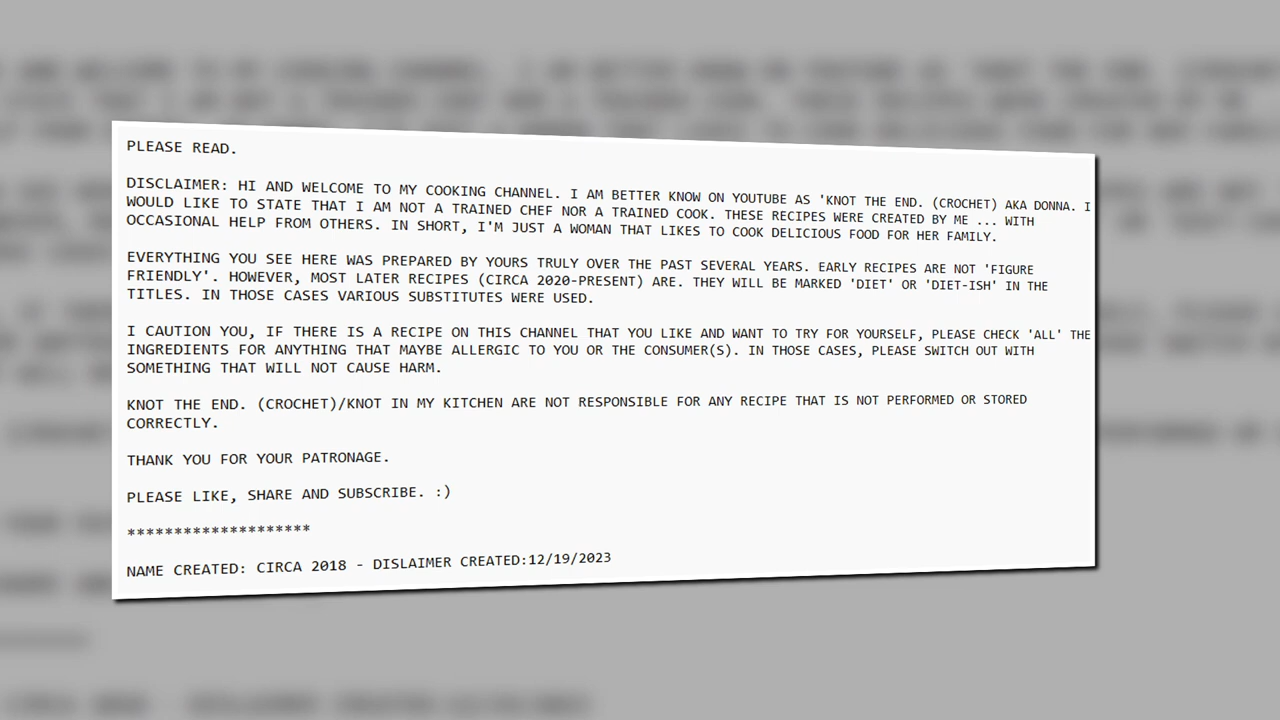 PLEASE READ.
DISCLAIMER: HI AND WELCOME TO MY COOKING CHANNEL. I AM BETTER KNOW ON YOUTUBE AS 'KNOT THE END. (CROCHET) AKA DONNA. I
WOULD LIKE TO STATE THAT I AM NOT A TRAINED CHEF NOR A TRAINED COOK. THESE RECIPES WERE CREATED BY ME ... WITH
OCCASIONAL HELP FROM OTHERS. IN SHORT, I'M JUST A WOMAN THAT LIKES TO COOK DELICIOUS FOOD FOR HER FAMILY.
EVERYTHING YOU SEE HERE WAS PREPARED BY YOURS TRULY OVER THE PAST SEVERAL YEARS. EARLY RECIPES ARE NOT 'FIGURE
FRIENDLY'. HOWEVER, MOST LATER RECIPES (CIRCA 2020-PRESENT) ARE. THEY WILL BE MARKED 'DIET' OR 'DIET-ISH' IN THE
TITLES. IN THOSE CASES VARIOUS SUBSTITUTES WERE USED.
I CAUTION YOU, IF THERE IS A RECIPE ON THIS CHANNEL THAT YOU LIKE AND WANT TO TRY FOR YOURSELF, PLEASE CHECK 'ALL' THE
INGREDIENTS FOR ANYTHING THAT MAYBE ALLERGIC TO YOU OR THE CONSUMER(S). IN THOSE CASES, PLEASE SWITCH OUT WITH
SOMETHING THAT WILL NOT CAUSE HARM.
KNOT THE END. (CROCHET)/KNOT IN MY KITCHEN ARE NOT RESPONSIBLE FOR ANY RECIPE THAT IS NOT PERFORMED OR STORED
CORRECTLY.
THANK YOU FOR YOUR PATRONAGE.
PLEASE LIKE, SHARE AND SUBSCRIBE. :)
********************
NAME CREATED: CIRCA 2018 - DISLAIMER CREATED:12/19/2023